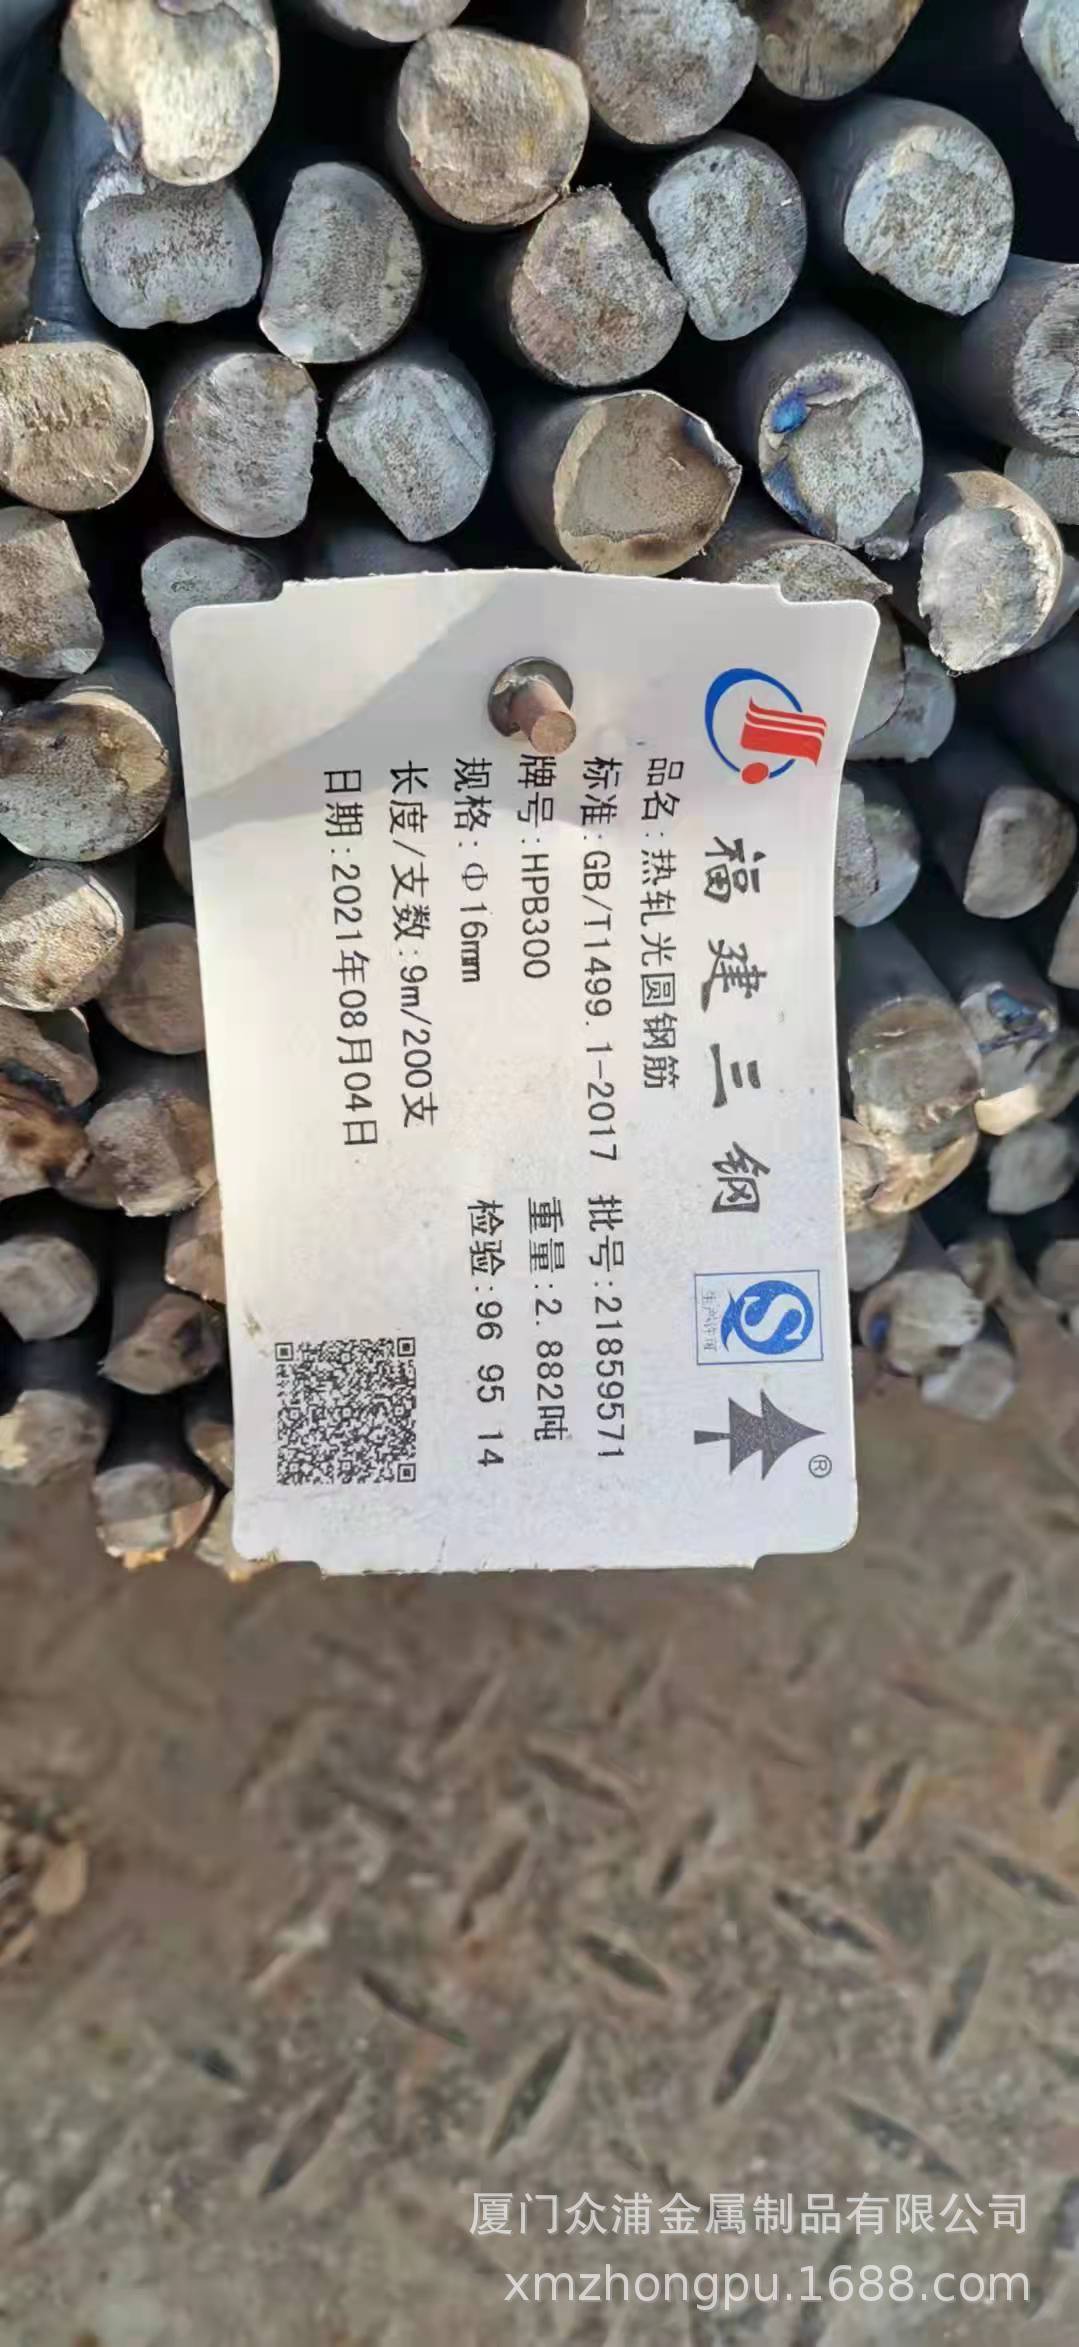 福建三钢
生产许可
®
品名:热轧光圆钢筋
标准:GB/T1499.1-2017 批号:21859571
牌号:HPB300 重量:2.882吨
规格:Φ16mm 检验:96 95 14
长度/支数:9m/200支
日期:2021年08月04日
厦门众浦金属制品有限公司
xmzhongpu.1688.com